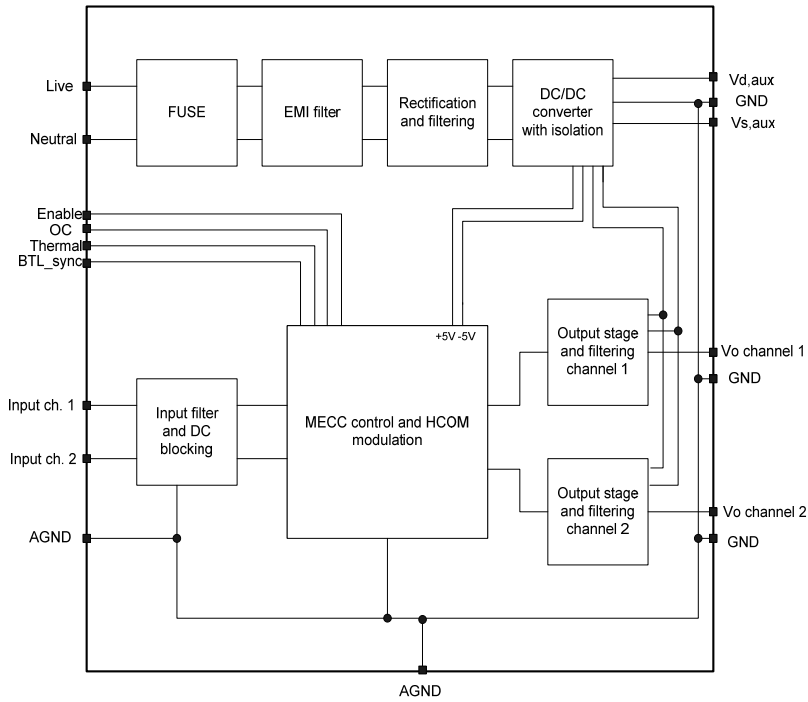 Live
Neutral
FUSE
EMI filter
Rectification
and filtering
DC/DC
converter
with isolation
Vd,aux
GND
Vs,aux
Enable
OC
Thermal
BTL_sync
+5V -5V
MECC control and HCOM
modulation
Input ch. 1
Input ch. 2
Input filter
and DC
blocking
AGND
Output stage
and filtering
channel 1
Vo channel 1
GND
Output stage
and filtering
channel 2
Vo channel 2
GND
AGND